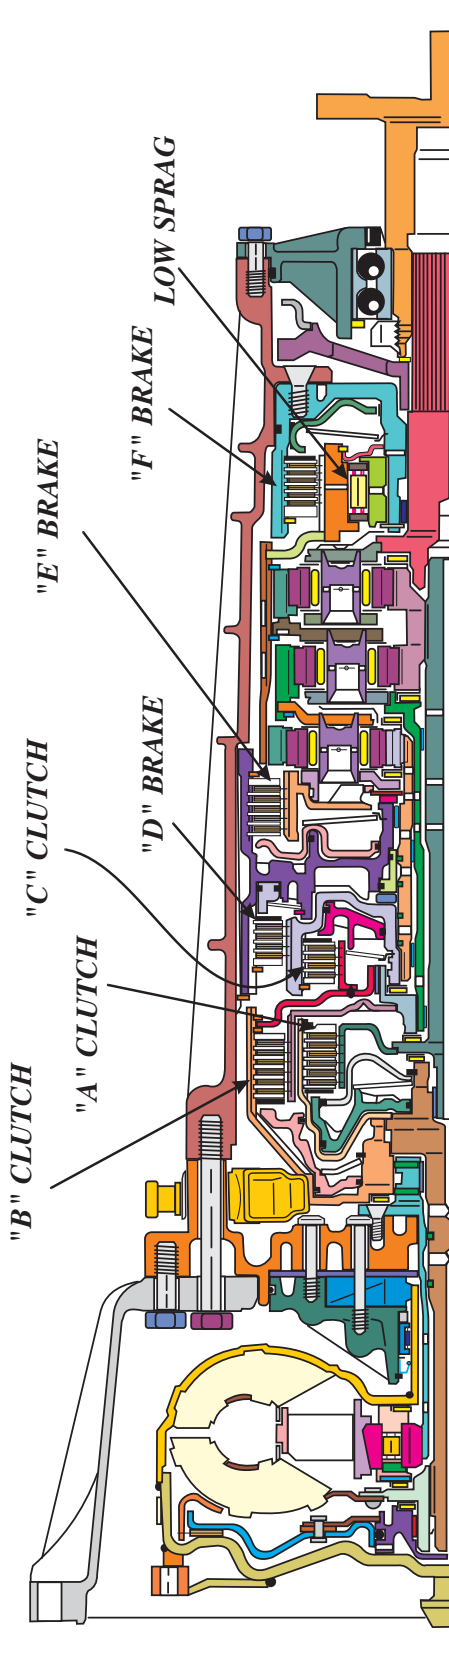 "B" CLUTCH
"A" CLUTCH
"C" CLUTCH
"D" BRAKE
"E" BRAKE
"F" BRAKE
LOW SPRAG